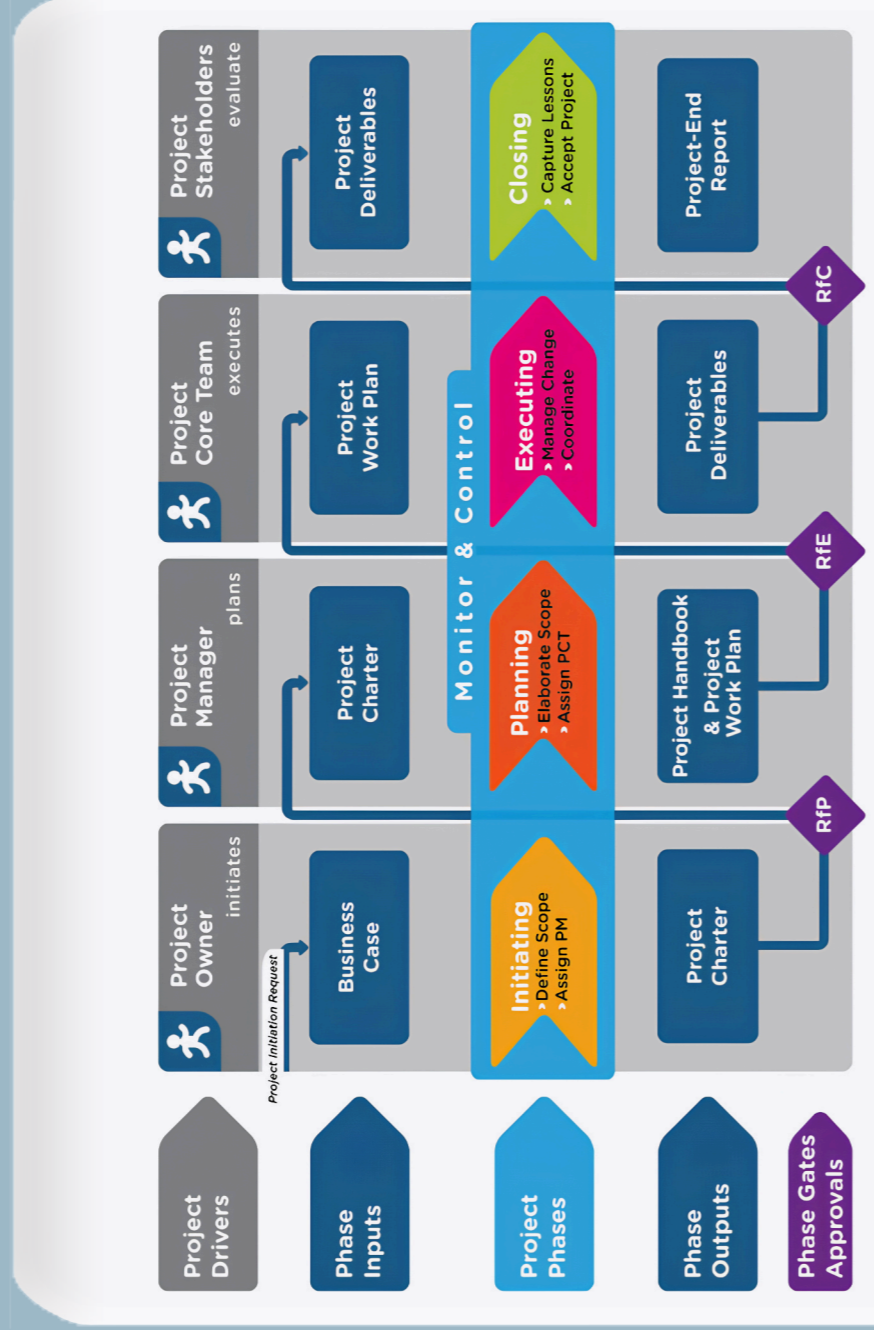 Project
Drivers
Project
Owner
initiates
Project
Manager
plans
Project
Core Team
executes
Project
Stakeholders
evaluate
Phase
Inputs
Project Initiation Request
Business
Case
Project
Charter
Project
Work Plan
Project
Deliverables
Monitor & Control
Project
Phases
Initiating
› Define Scope
› Assign PM
Planning
› Elaborate Scope
› Assign PCT
Executing
› Manage Change
› Coordinate
Closing
› Capture Lessons
› Accept Project
Phase
Outputs
Project
Charter
Project Handbook
& Project
Work Plan
Project
Deliverables
Project-End
Report
Phase Gates
Approvals
RfP
RfE
RfC